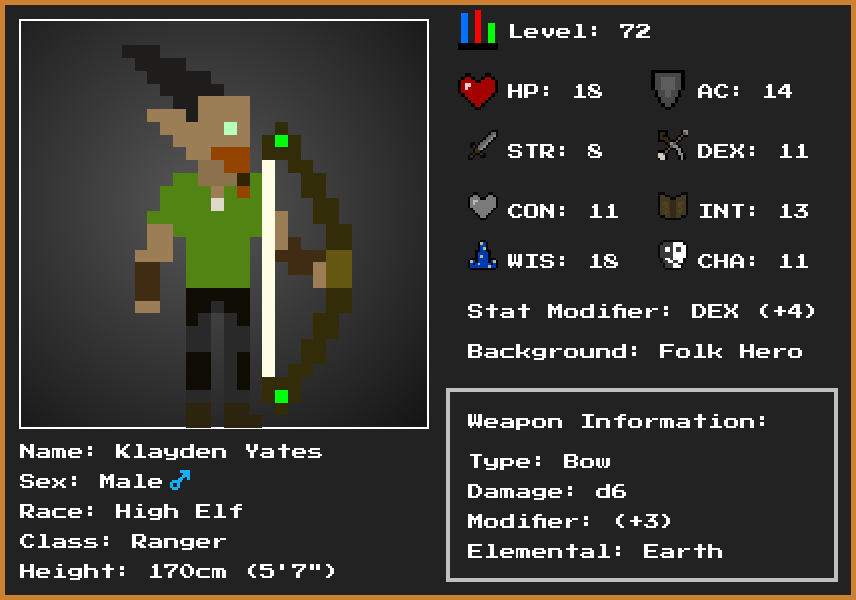 Level: 72
HP: 18
AC: 14
STR: 8
DEX: 11
CON: 11
INT: 13
WIS: 18
CHA: 11
Stat Modifier: DEX (+4)
Background: Folk Hero
Weapon Information:
Type: Bow
Damage: d6
Modifier: (+3)
Elemental: Earth
Name: Klayden Yates
Sex: Male ♂
Race: High Elf
Class: Ranger
Height: 170cm (5'7")